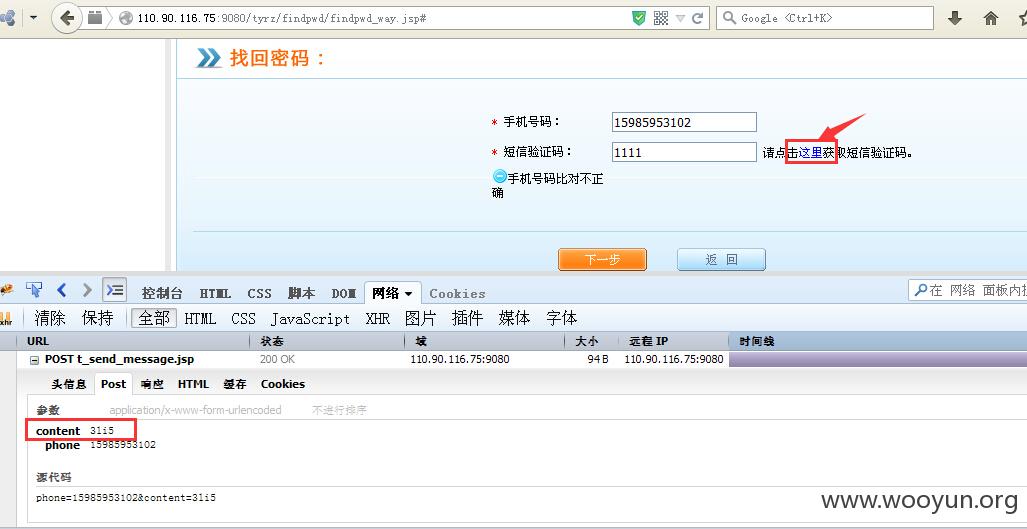 110.90.116.75:9080/tyrz/findpwd/findpwd_way.jsp#
Google <Ctrl+K>
找回密码：
* 手机号码： 15985953102
* 短信验证码： 1111 请点击这里获取短信验证码。
手机号码比对不正
确
下一步 返 回
控制台 HTML CSS 脚本 DOM 网络 Cookies
在 网络 面板内
xhr 清除 保持 全部 HTML CSS JavaScript XHR 图片 插件 媒体 字体
URL 状态 域 大小 远程 IP 时间线
POST t_send_message.jsp 200 OK 110.90.116.75:9080 94 B 110.90.116.75:9080
头信息 Post 响应 HTML 缓存 Cookies
参数 application/x-www-form-urlencoded 不进行排序
content 3li5
phone 15985953102
源代码
phone=15985953102&content=3li5
www.wooyun.org